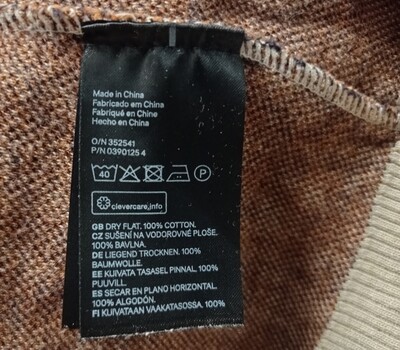 Made in China
Fabricado em China
Fabriqué en Chine
Hecho en China
O/N 352541
P/N 0390125 4
40 P
clevercare.info
GB DRY FLAT. 100% COTTON.
CZ SUŠENÍ NA VODOROVNÉ PLOŠE.
100% BAVLNA.
DE LIEGEND TROCKNEN. 100%
BAUMWOLLE.
EE KUIVATA TASASEL PINNAL. 100%
PUUVILL.
ES SECAR EN PLANO HORIZONTAL.
100% ALGODÓN.
FI KUIVATAAN VAAKATASOSSA. 100%